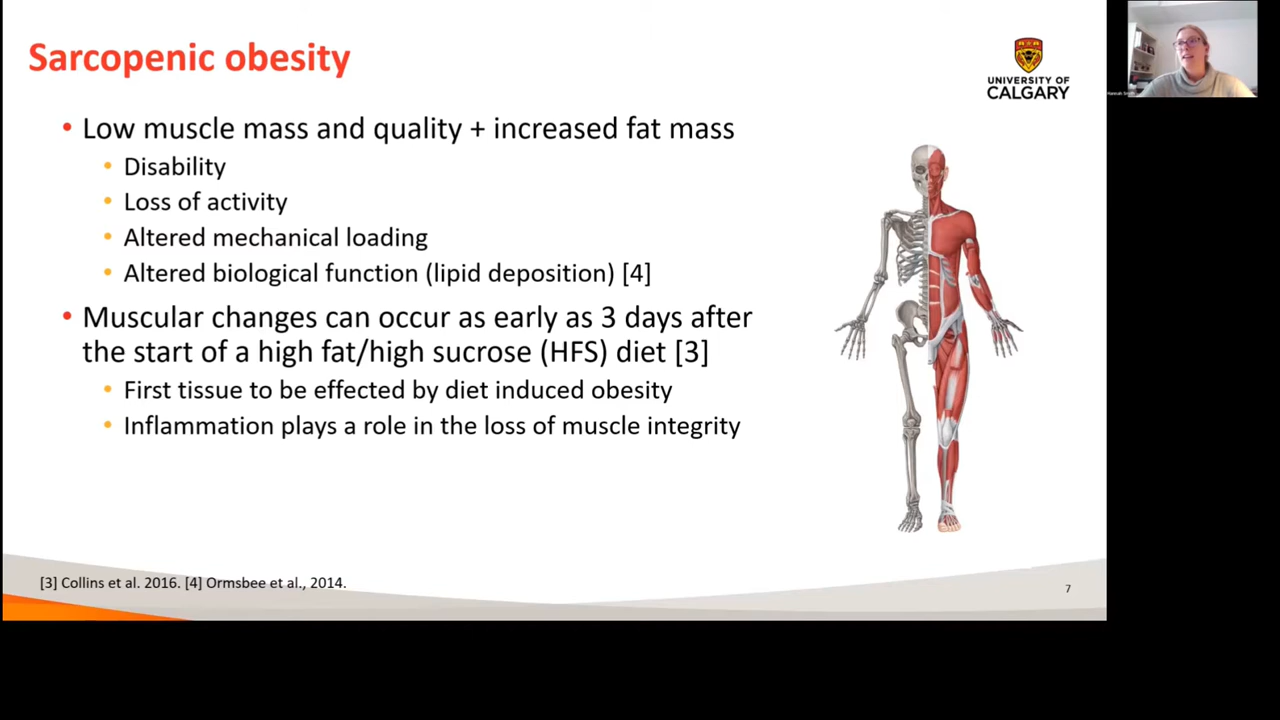 Sarcopenic obesity
UNIVERSITY OF
CALGARY
• Low muscle mass and quality + increased fat mass
• Disability
• Loss of activity
• Altered mechanical loading
• Altered biological function (lipid deposition) [4]
• Muscular changes can occur as early as 3 days after
the start of a high fat/high sucrose (HFS) diet [3]
• First tissue to be effected by diet induced obesity
• Inflammation plays a role in the loss of muscle integrity
[3] Collins et al. 2016. [4] Ormsbee et al., 2014.
7